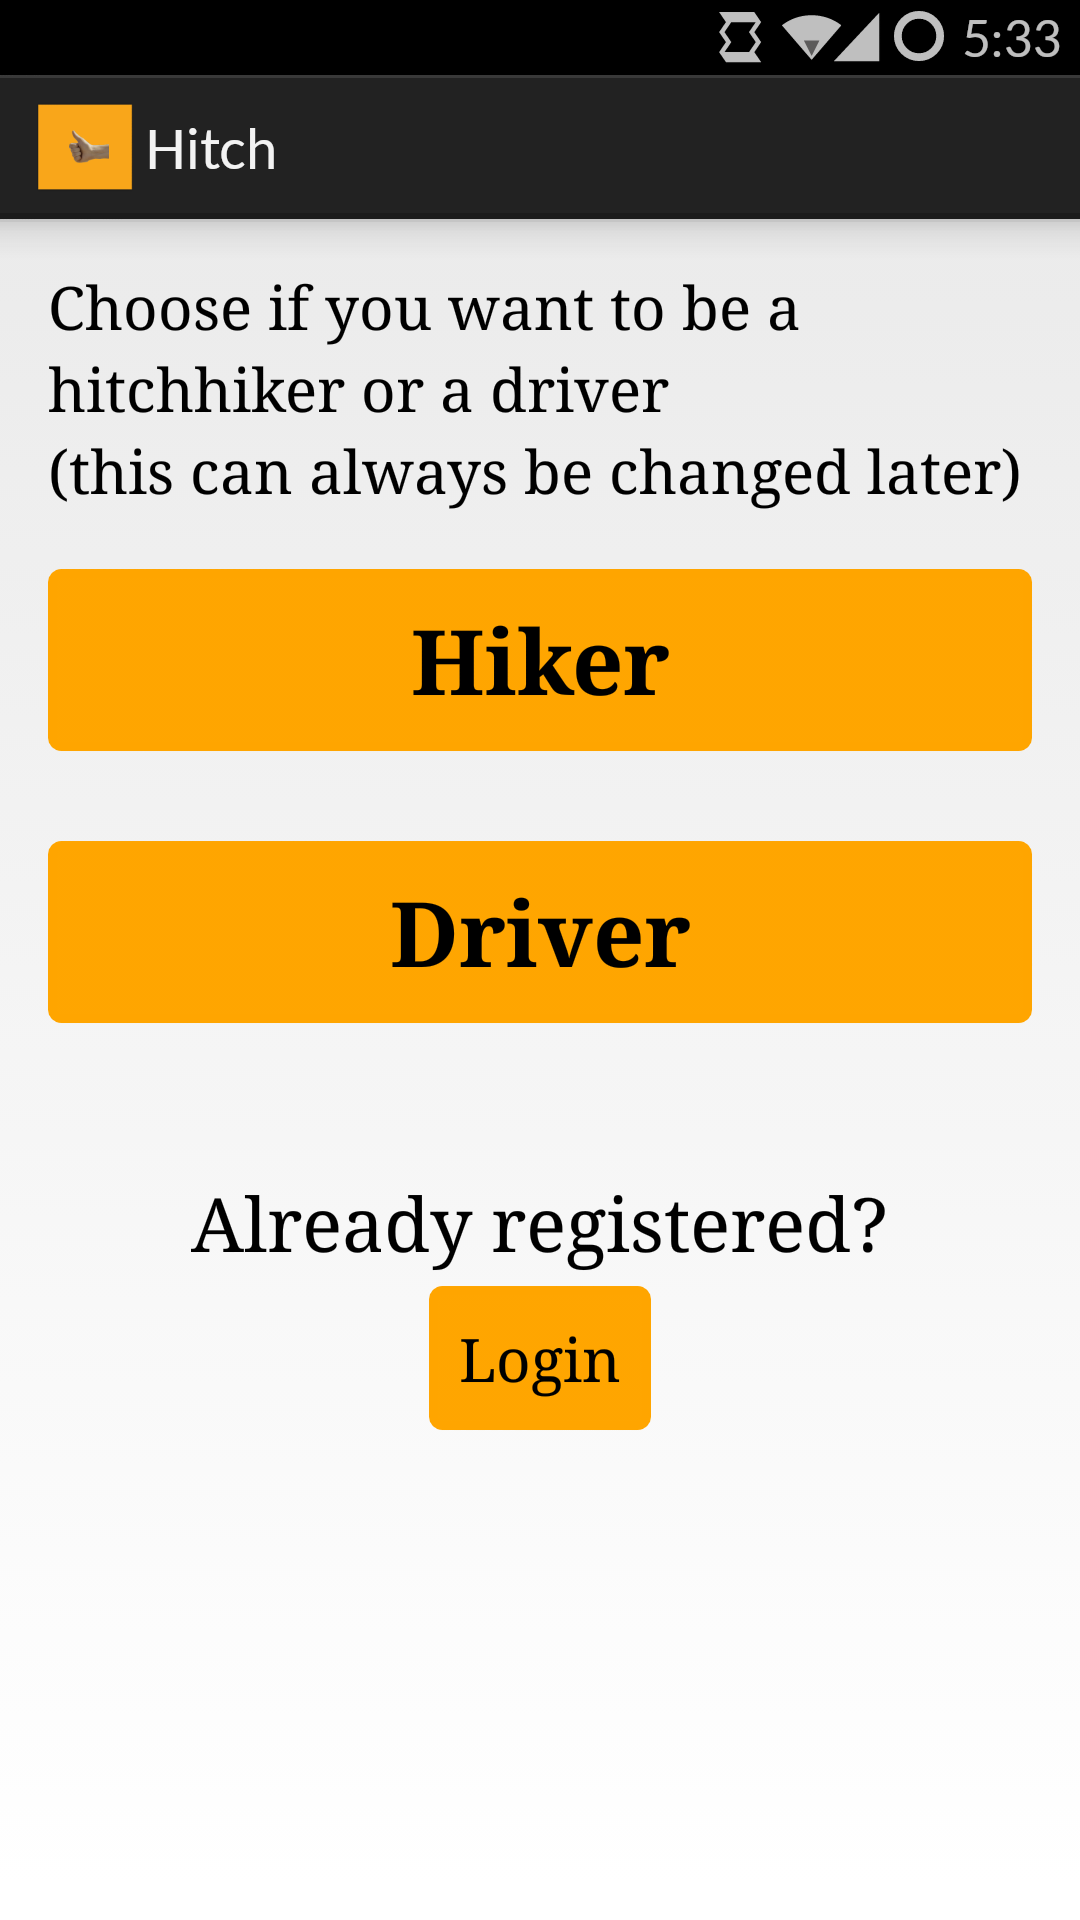 5:33
Hitch
Choose if you want to be a
hitchhiker or a driver
(this can always be changed later)
Hiker
Driver
Already registered?
Login